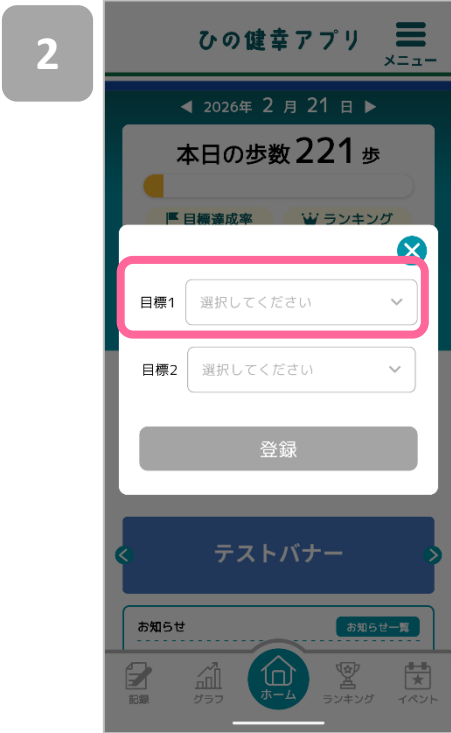 2
ひの健幸アプリ
メニュー
2026年 2 月 21 日
本日の歩数 221 歩
目標達成率 ランキング
目標1 選択してください
目標2 選択してください
登録
テストバナー
お知らせ お知らせ一覧
記録 グラフ ホーム ランキング イベント